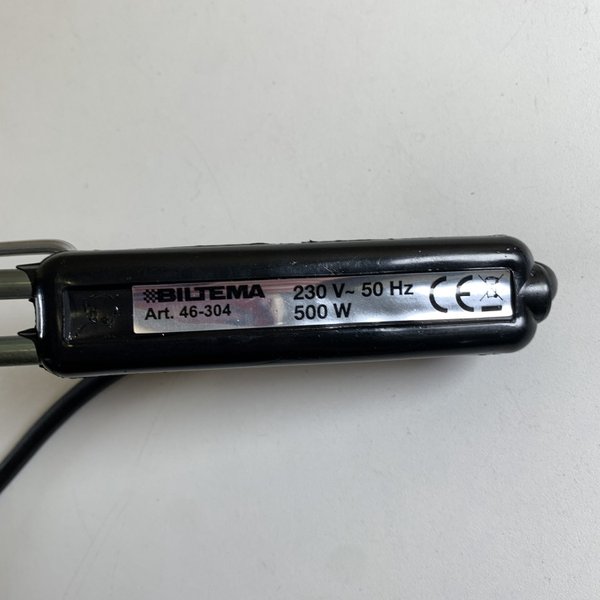 BILTEMA 230 V~ 50 Hz CE
Art. 46-304 500 W